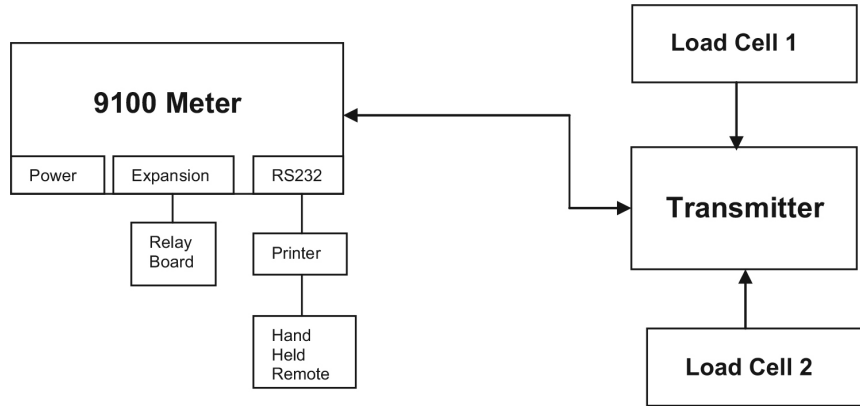 Load Cell 1
9100 Meter
Power
Expansion
RS232
Transmitter
Relay
Board
Printer
Hand
Held
Remote
Load Cell 2